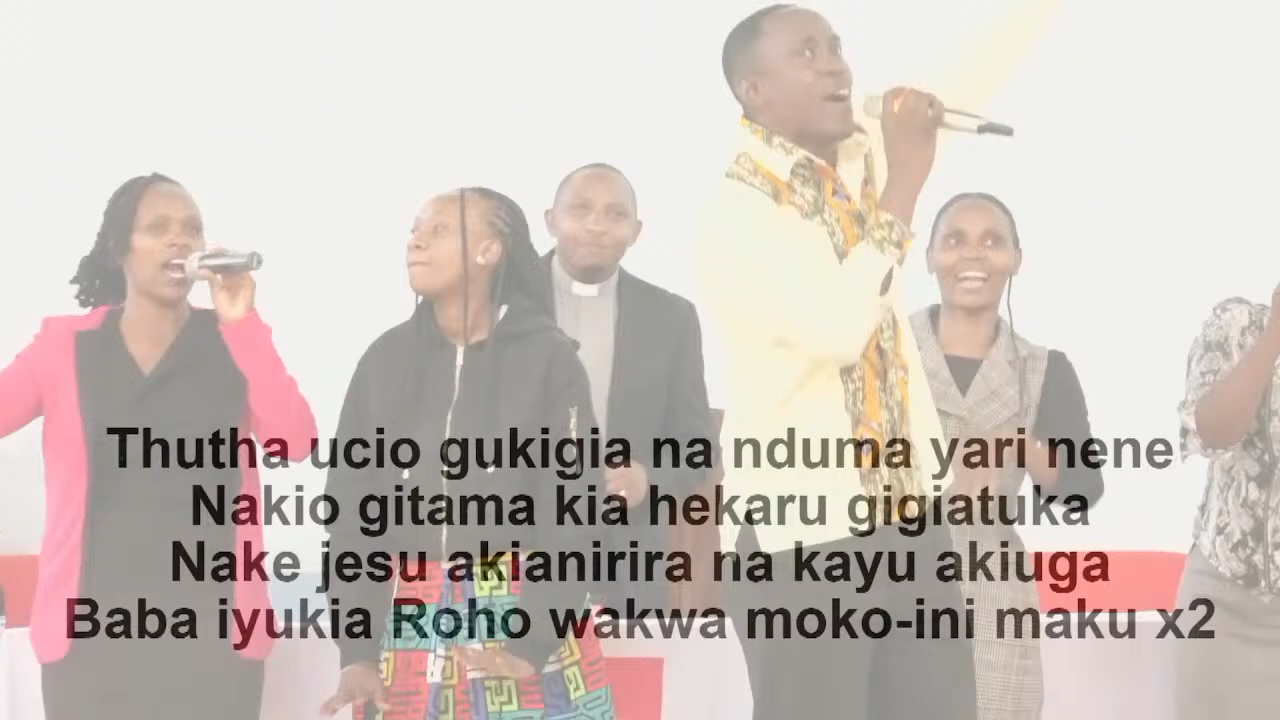 Thutha ucio gukigia na nduma yari nene
Nakio gitama kia hekaru gigiatuka
Nake jesu akianirira na kayu akiuga
Baba iyukia Roho wakwa moko-ini maku x2